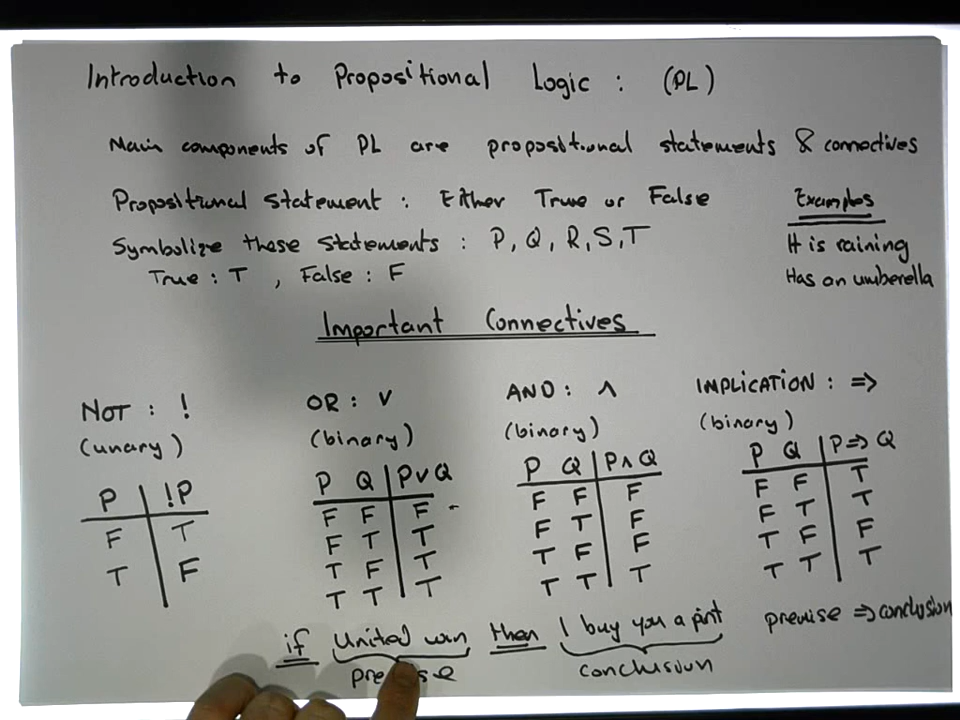 Introduction to Propositional Logic : (PL)
Main components of PL are propositional statements & connectives
Propositional statement : Either True or False
Symbolize these statements : P, Q, R, S, T
True : T , False : F
Examples
It is raining
Has an umberella
Important Connectives
NOT : !
(unary)
P !P
F T
T F
OR : ∨
(binary)
P Q P∨Q
F F F
F T T
T F T
T T T
AND : ∧
(binary)
P Q P∧Q
F F F
F T F
T F F
T T T
IMPLICATION : =>
(binary)
P Q P=>Q
F F T
F T T
T F F
T T T
if United win then I buy you a pint
premise => conclusion
conclusion